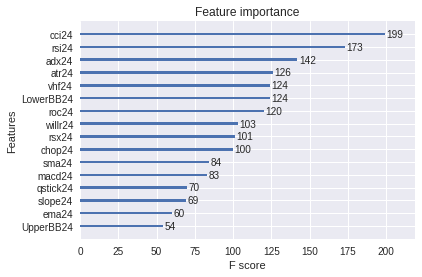 Feature importance
cci24 199
rsi24 173
adx24 142
atr24 126
vhf24 124
LowerBB24 124
roc24 120
willr24 103
rsx24 101
chop24 100
sma24 84
macd24 83
qstick24 70
slope24 69
ema24 60
UpperBB24 54
Features
0 25 50 75 100 125 150 175 200
F score